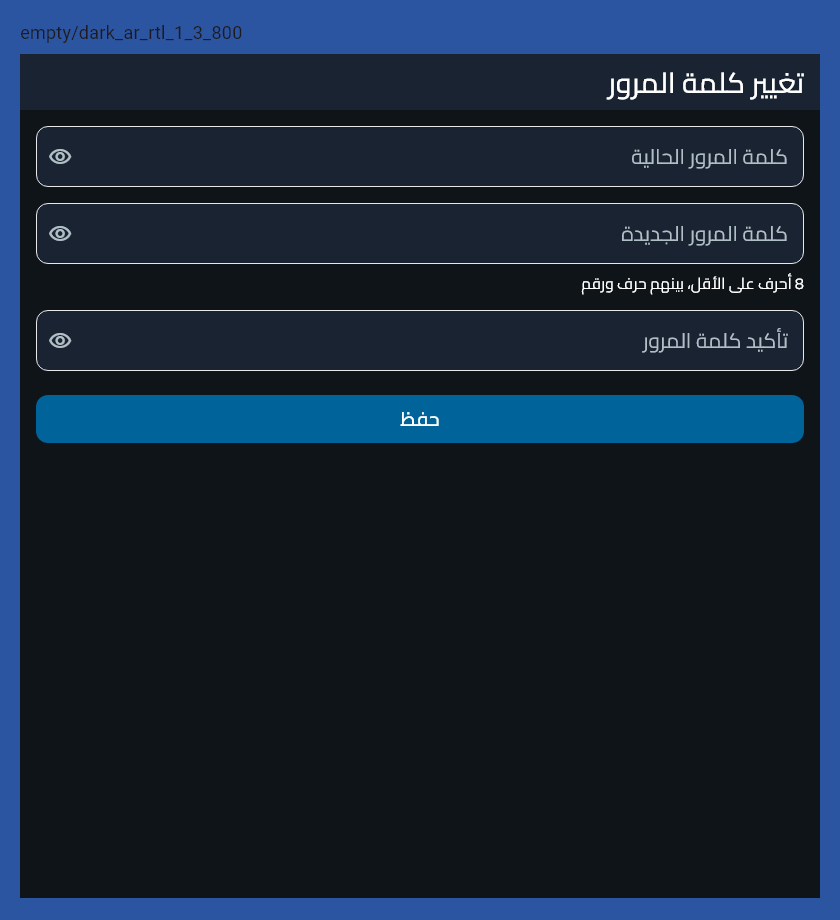 empty/dark_ar_rtl_1_3_800
تغيير كلمة المرور
كلمة المرور الحالية
كلمة المرور الجديدة
8 أحرف على الأقل، بينهم حرف ورقم
تأكيد كلمة المرور
حفظ